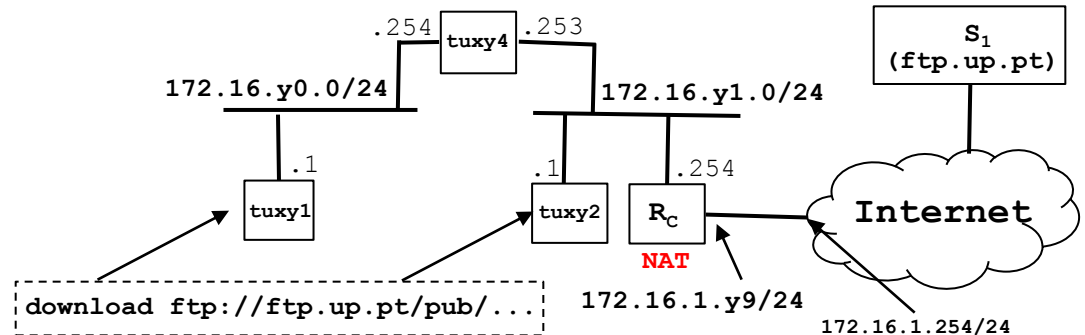 .254
tuxy4
.253
S1
(ftp.up.pt)
172.16.y0.0/24
172.16.y1.0/24
.1
.1
.254
tuxy1
tuxy2
RC
Internet
NAT
download ftp://ftp.up.pt/pub/...
172.16.1.y9/24
172.16.1.254/24